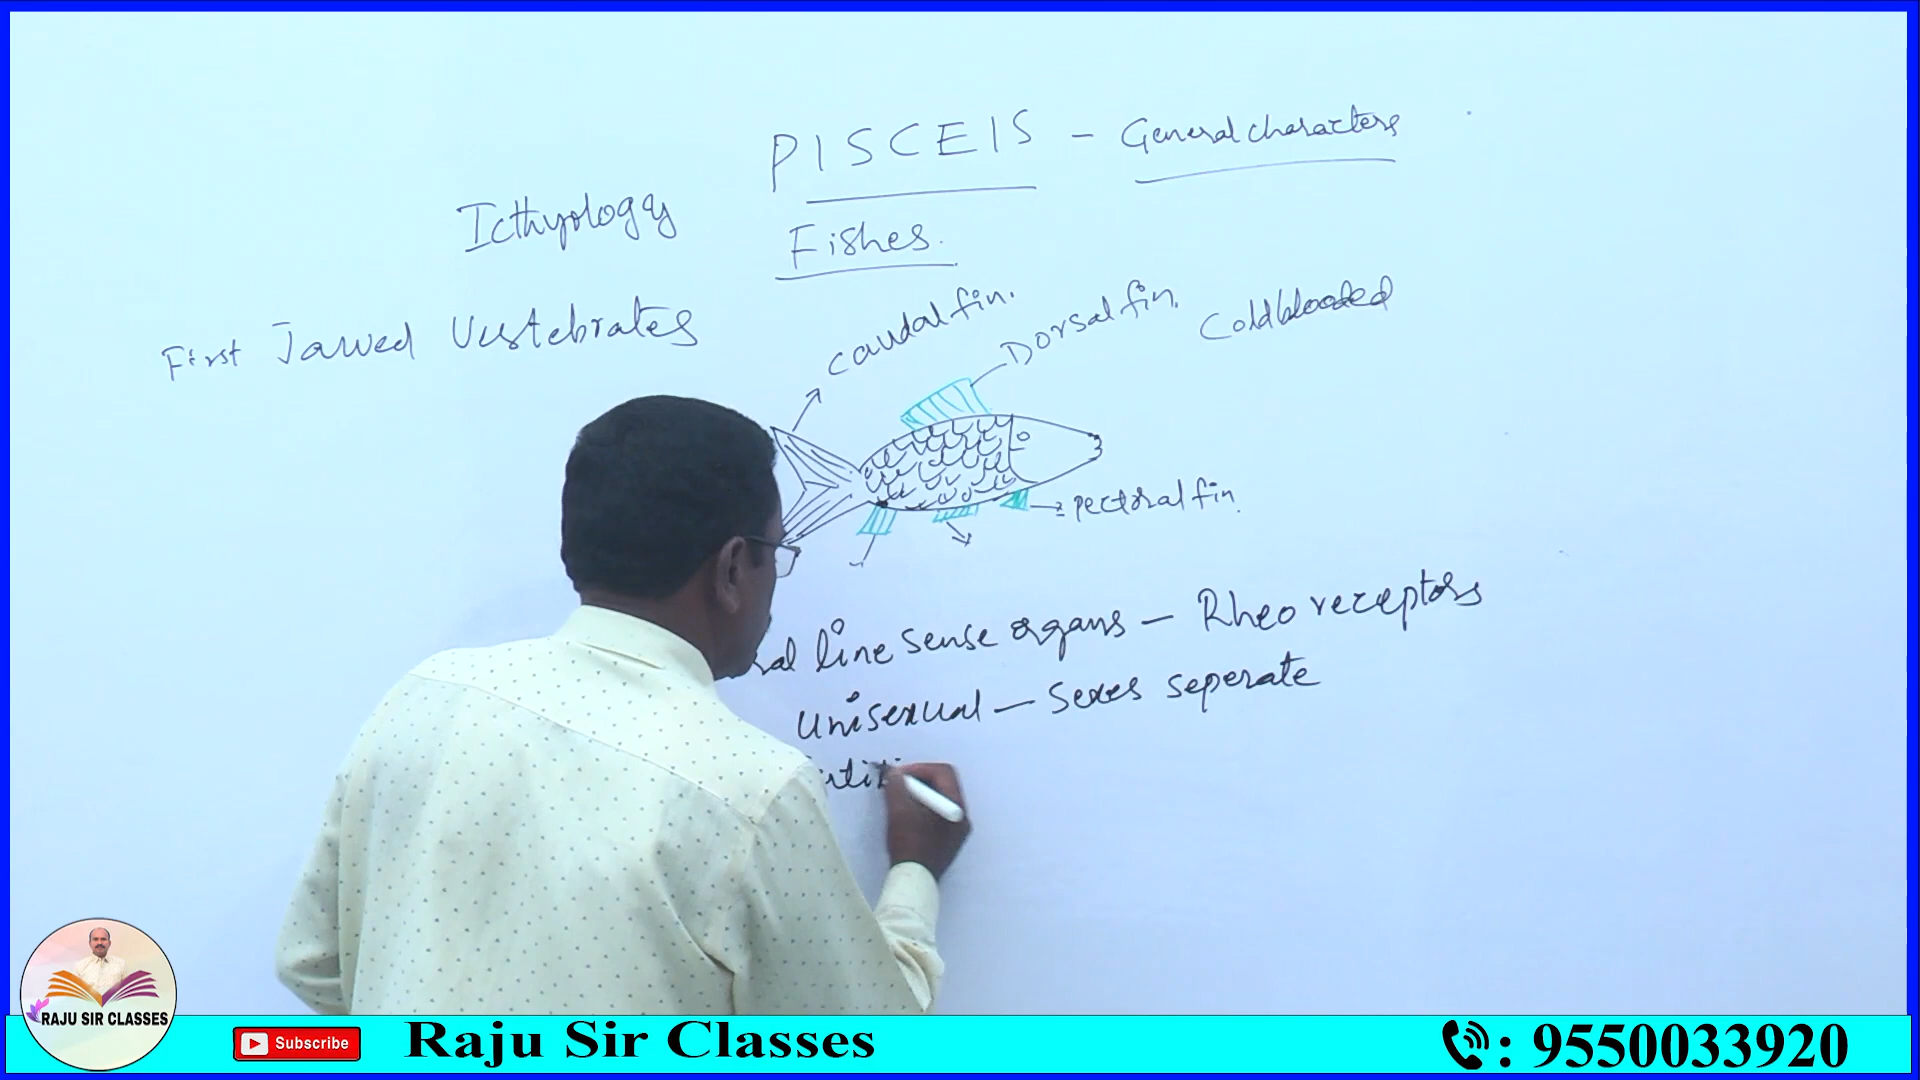 PISCEIS - General characters
Icthyology
Fishes.
First Jawed Vertebrates
caudal fin.
Dorsal fin.
Coldblooded
pectoral fin.
line sense organs - Rheo receptors
unisexual - Sexes seperate
RAJU SIR CLASSES
Subscribe
Raju Sir Classes
: 9550033920